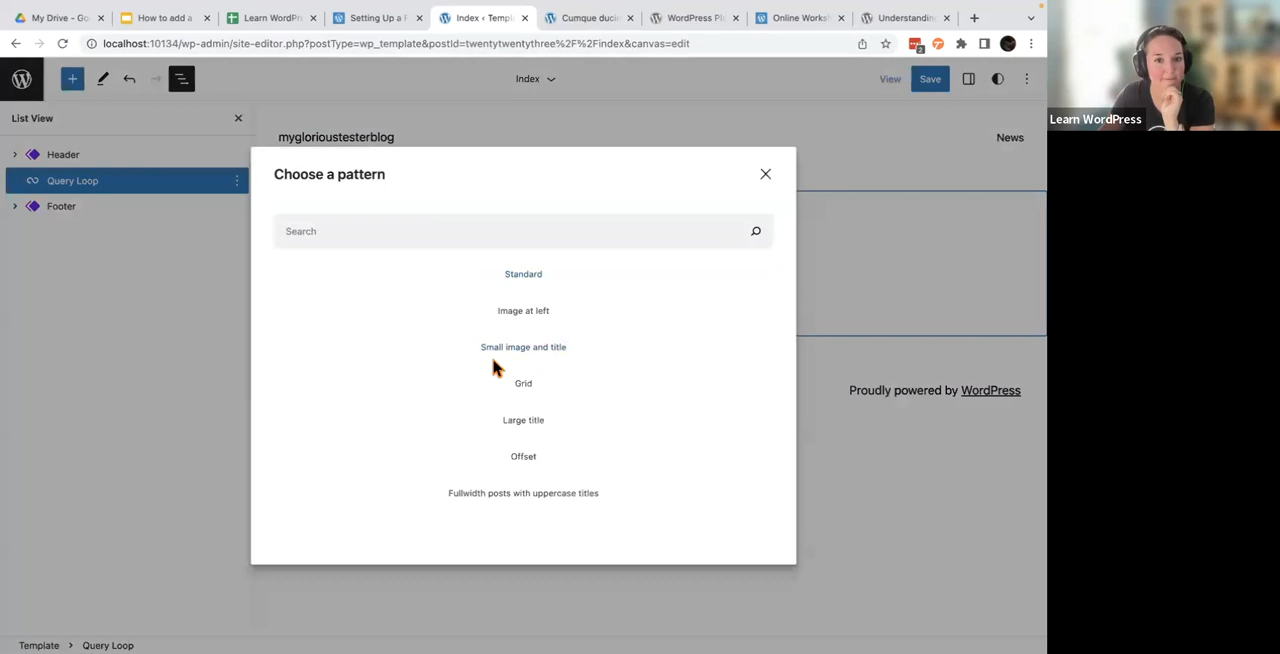 My Drive - Go
How to add a
Learn WordPr
Setting Up a F
Index ‹ Templ
Cumque duci
WordPress Pl
Online Works
Understanding
localhost:10134/wp-admin/site-editor.php?postType=wp_template&postId=twentytwentythree%2F%2Findex&canvas=edit
2
Index
View
Save
List View
Header
Query Loop
Footer
myglorioustesterblog
News
Choose a pattern
Search
Standard
Image at left
Small image and title
Grid
Large title
Offset
Fullwidth posts with uppercase titles
Proudly powered by WordPress
Template > Query Loop
Learn WordPress